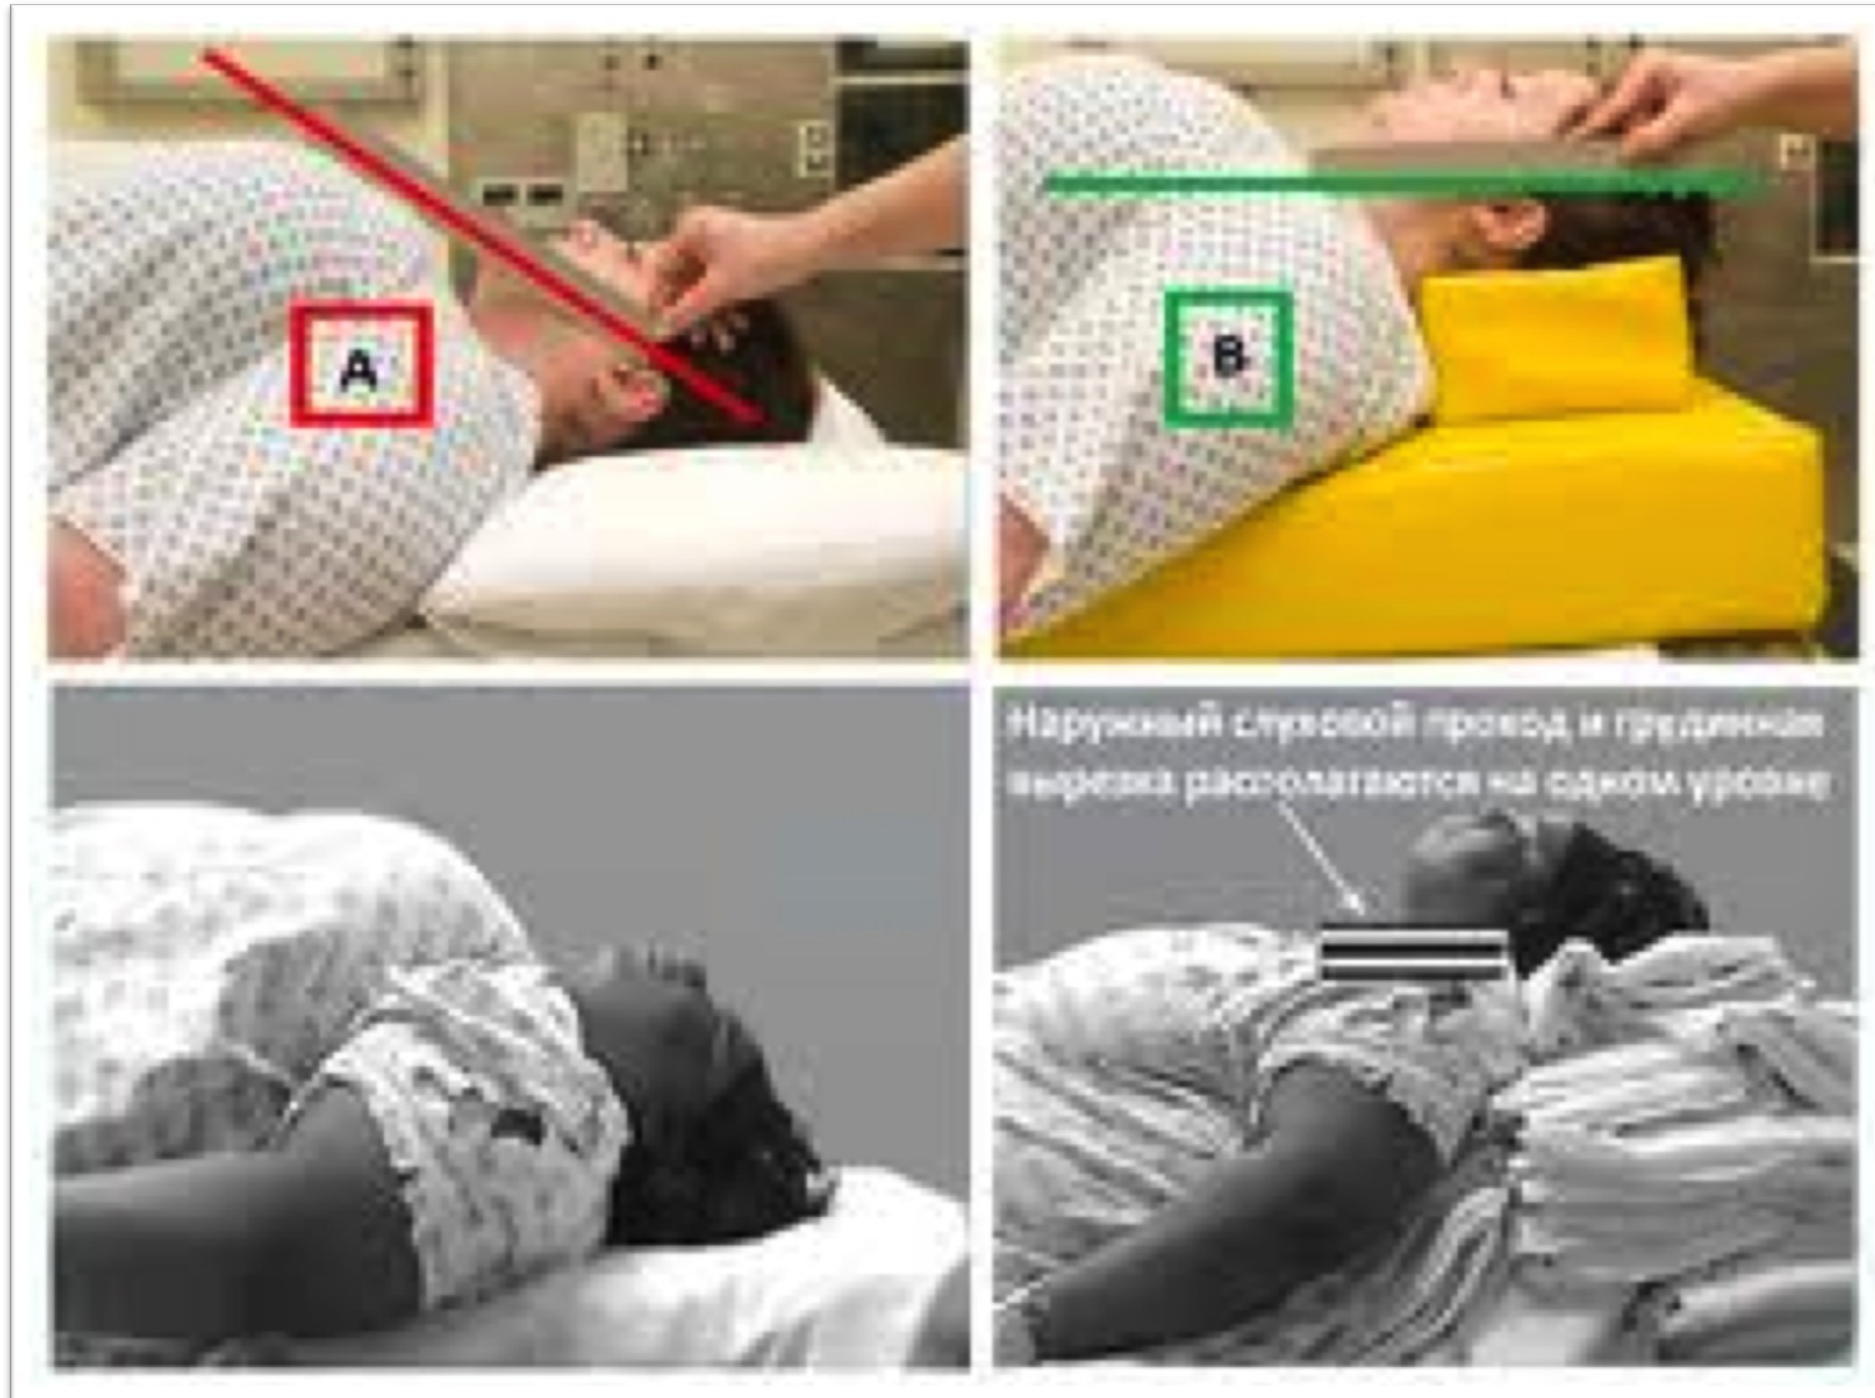 A
B
Наружный слуховой проход и грудинная
вырезка располагаются на одном уровне